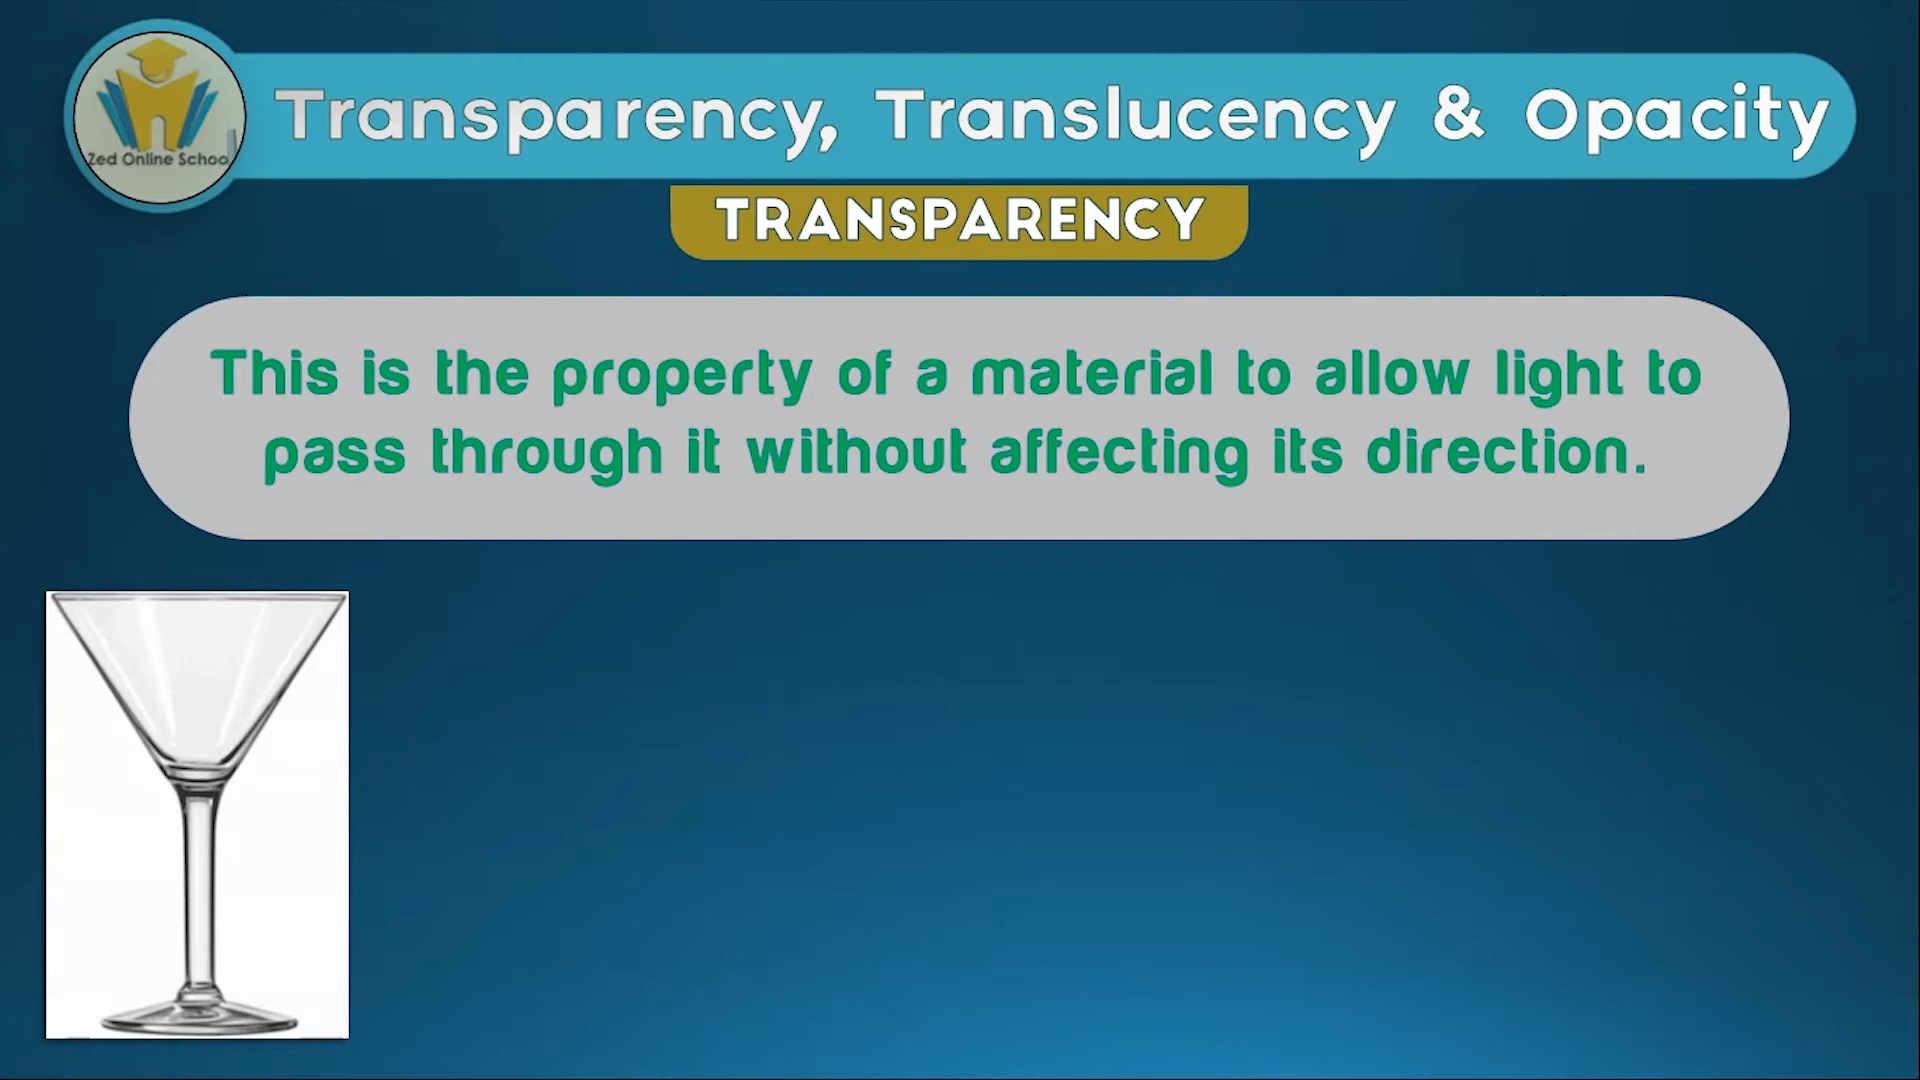 Zed Online School
Transparency, Translucency & Opacity
TRANSPARENCY
This is the property of a material to allow light to
pass through it without affecting its direction.